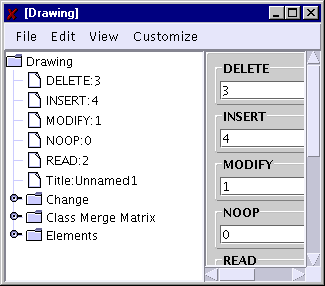 [Drawing]
File Edit View Customize
Drawing
DELETE:3
INSERT:4
MODIFY:1
NOOP:0
READ:2
Title:Unnamed1
Change
Class Merge Matrix
Elements
DELETE
3
INSERT
4
MODIFY
1
NOOP
0
READ